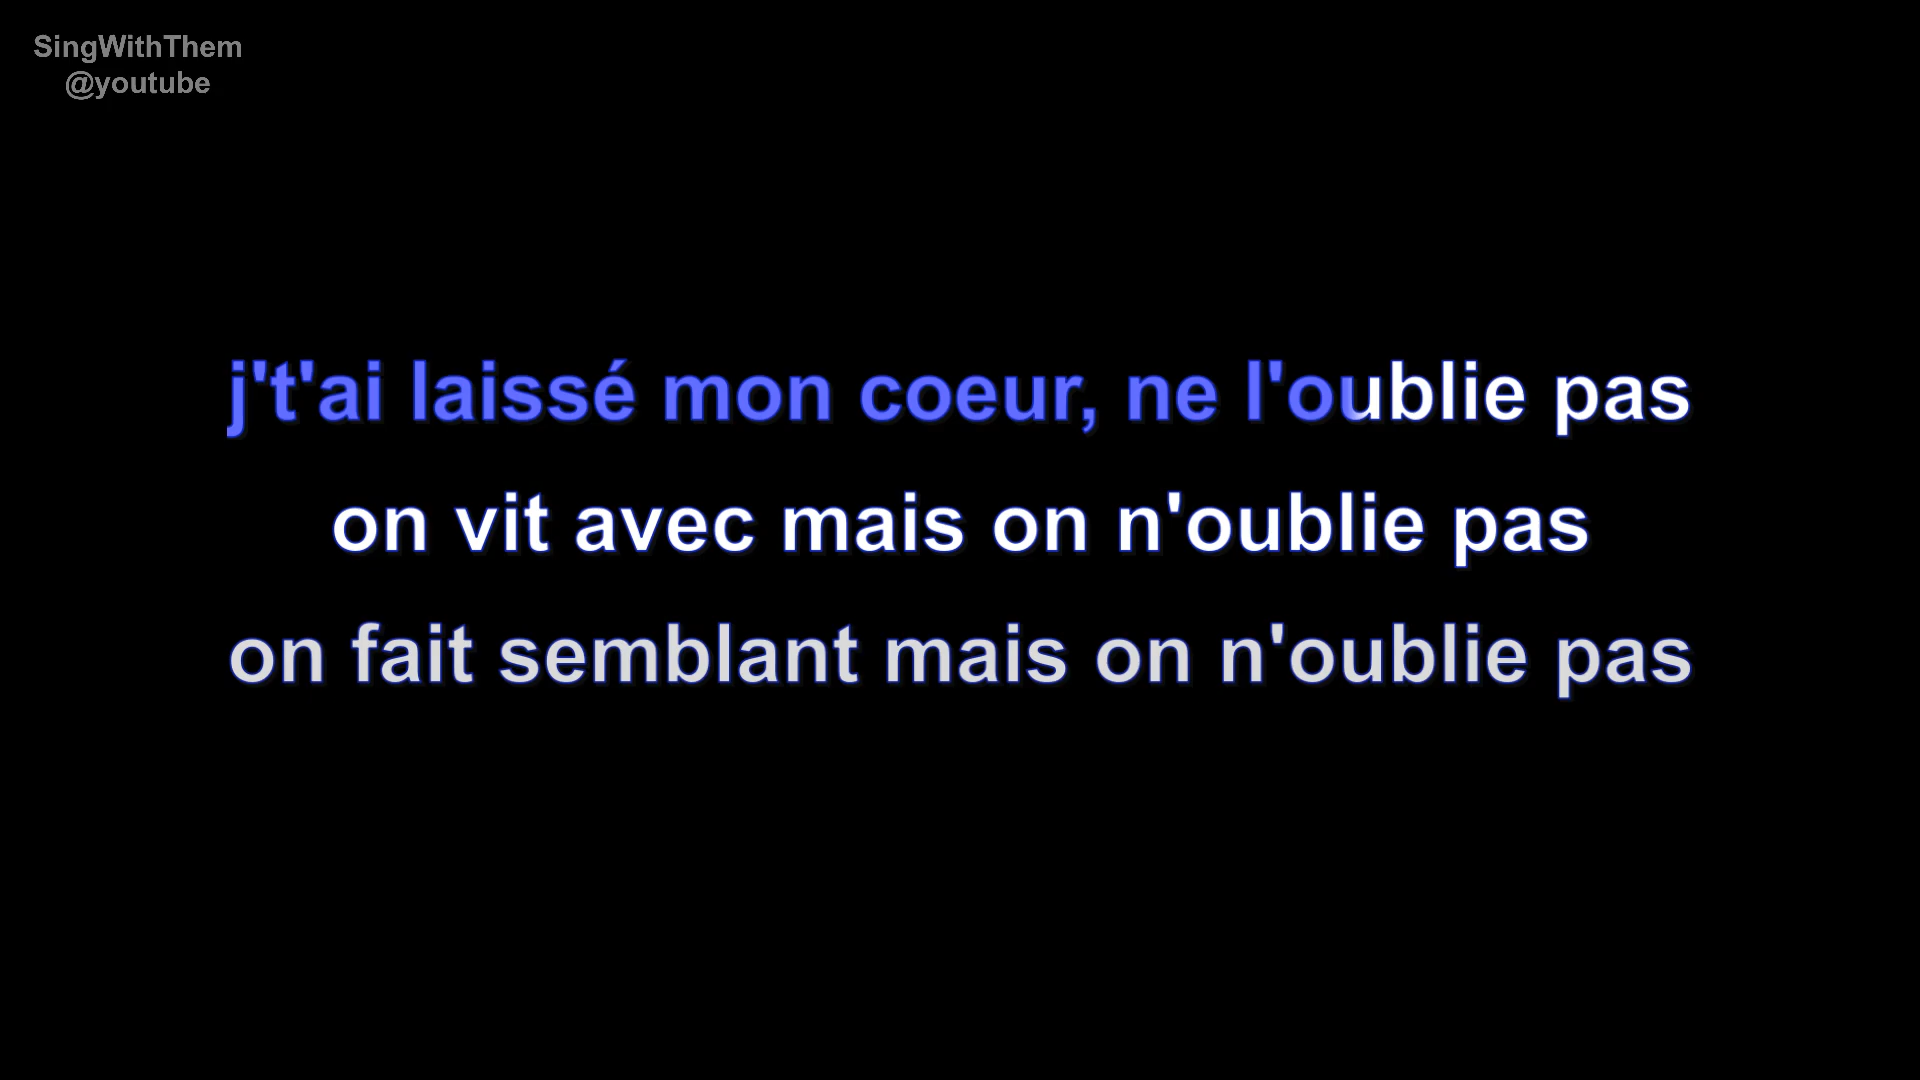 SingWithThem
@youtube
j't'ai laissé mon coeur, ne l'oublie pas
on vit avec mais on n'oublie pas
on fait semblant mais on n'oublie pas